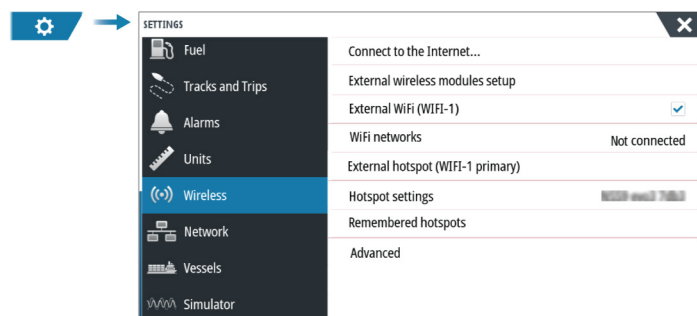 SETTINGS
Fuel
Tracks and Trips
Alarms
Units
Wireless
Network
Vessels
Simulator
Connect to the Internet...
External wireless modules setup
External WiFi (WIFI-1)
WiFi networks Not connected
External hotspot (WIFI-1 primary)
Hotspot settings
Remembered hotspots
Advanced